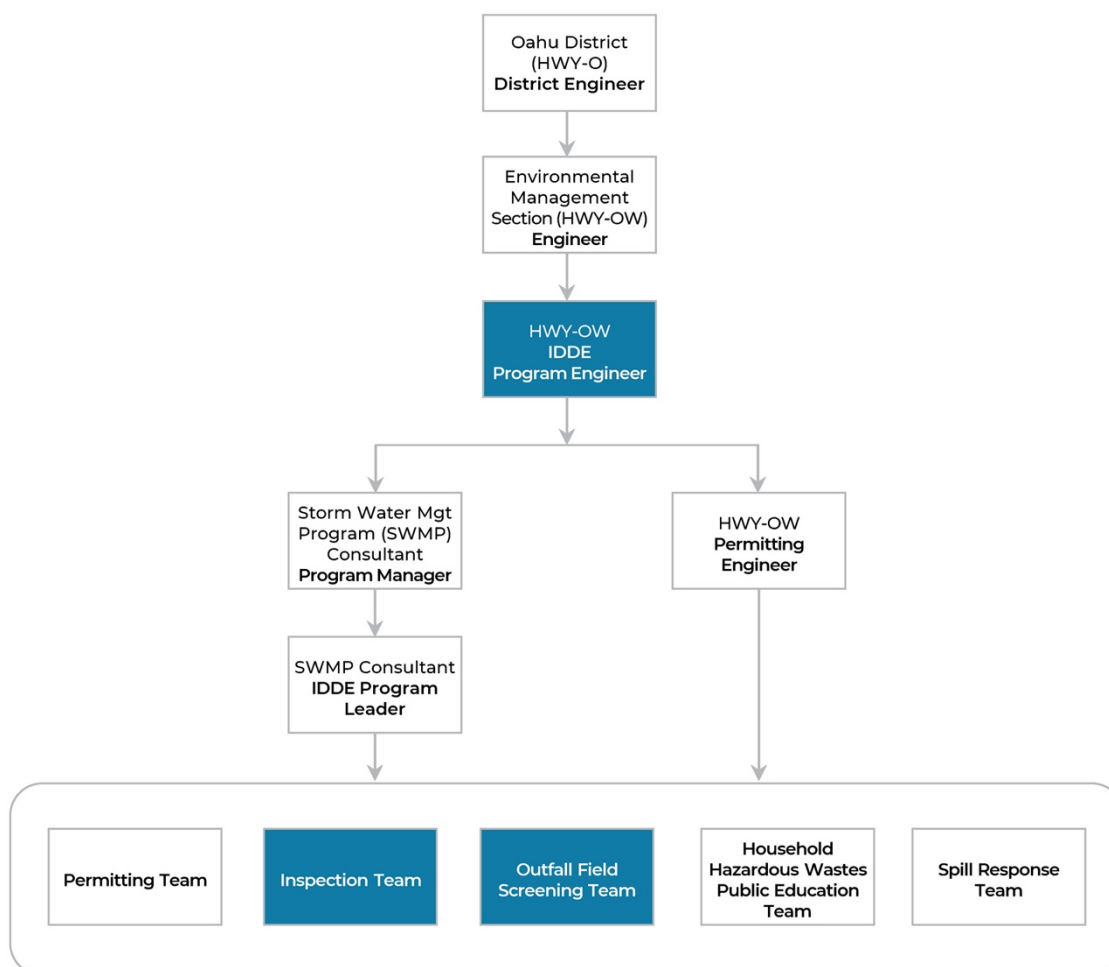 Oahu District
(HWY-O)
District Engineer
Environmental
Management
Section (HWY-OW)
Engineer
HWY-OW
IDDE
Program Engineer
Storm Water Mgt
Program (SWMP)
Consultant
Program Manager
HWY-OW
Permitting
Engineer
SWMP Consultant
IDDE Program
Leader
Permitting Team
Inspection Team
Outfall Field
Screening Team
Household
Hazardous Wastes
Public Education
Team
Spill Response
Team